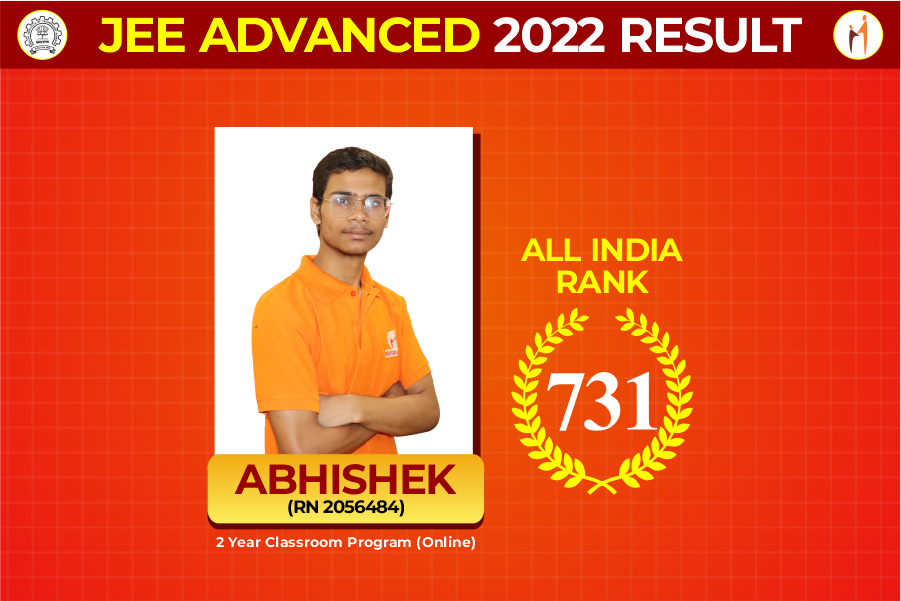 JEE ADVANCED 2022 RESULT
ALL INDIA
RANK
731
ABHISHEK
(RN 2056484)
2 Year Classroom Program (Online)